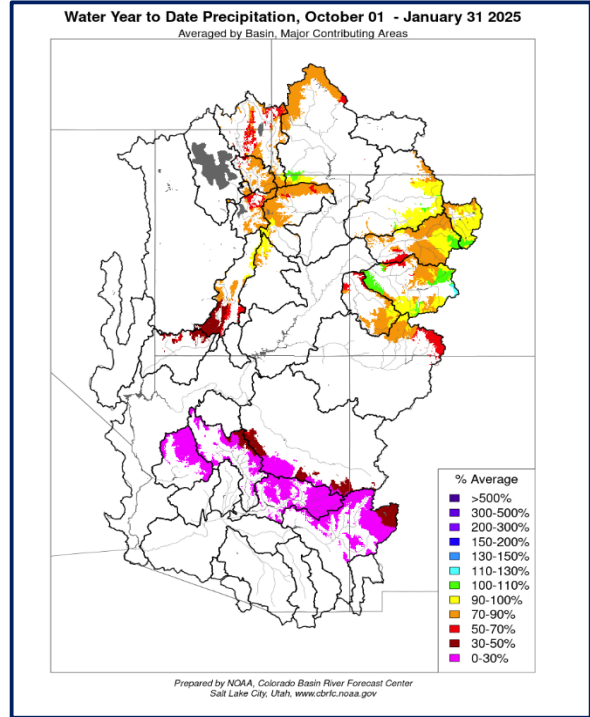 Water Year to Date Precipitation, October 01 - January 31 2025
Averaged by Basin, Major Contributing Areas
% Average
>500%
300-500%
200-300%
150-200%
130-150%
110-130%
100-110%
90-100%
70-90%
50-70%
30-50%
0-30%
Prepared by NOAA, Colorado Basin River Forecast Center
Salt Lake City, Utah, www.cbrfc.noaa.gov